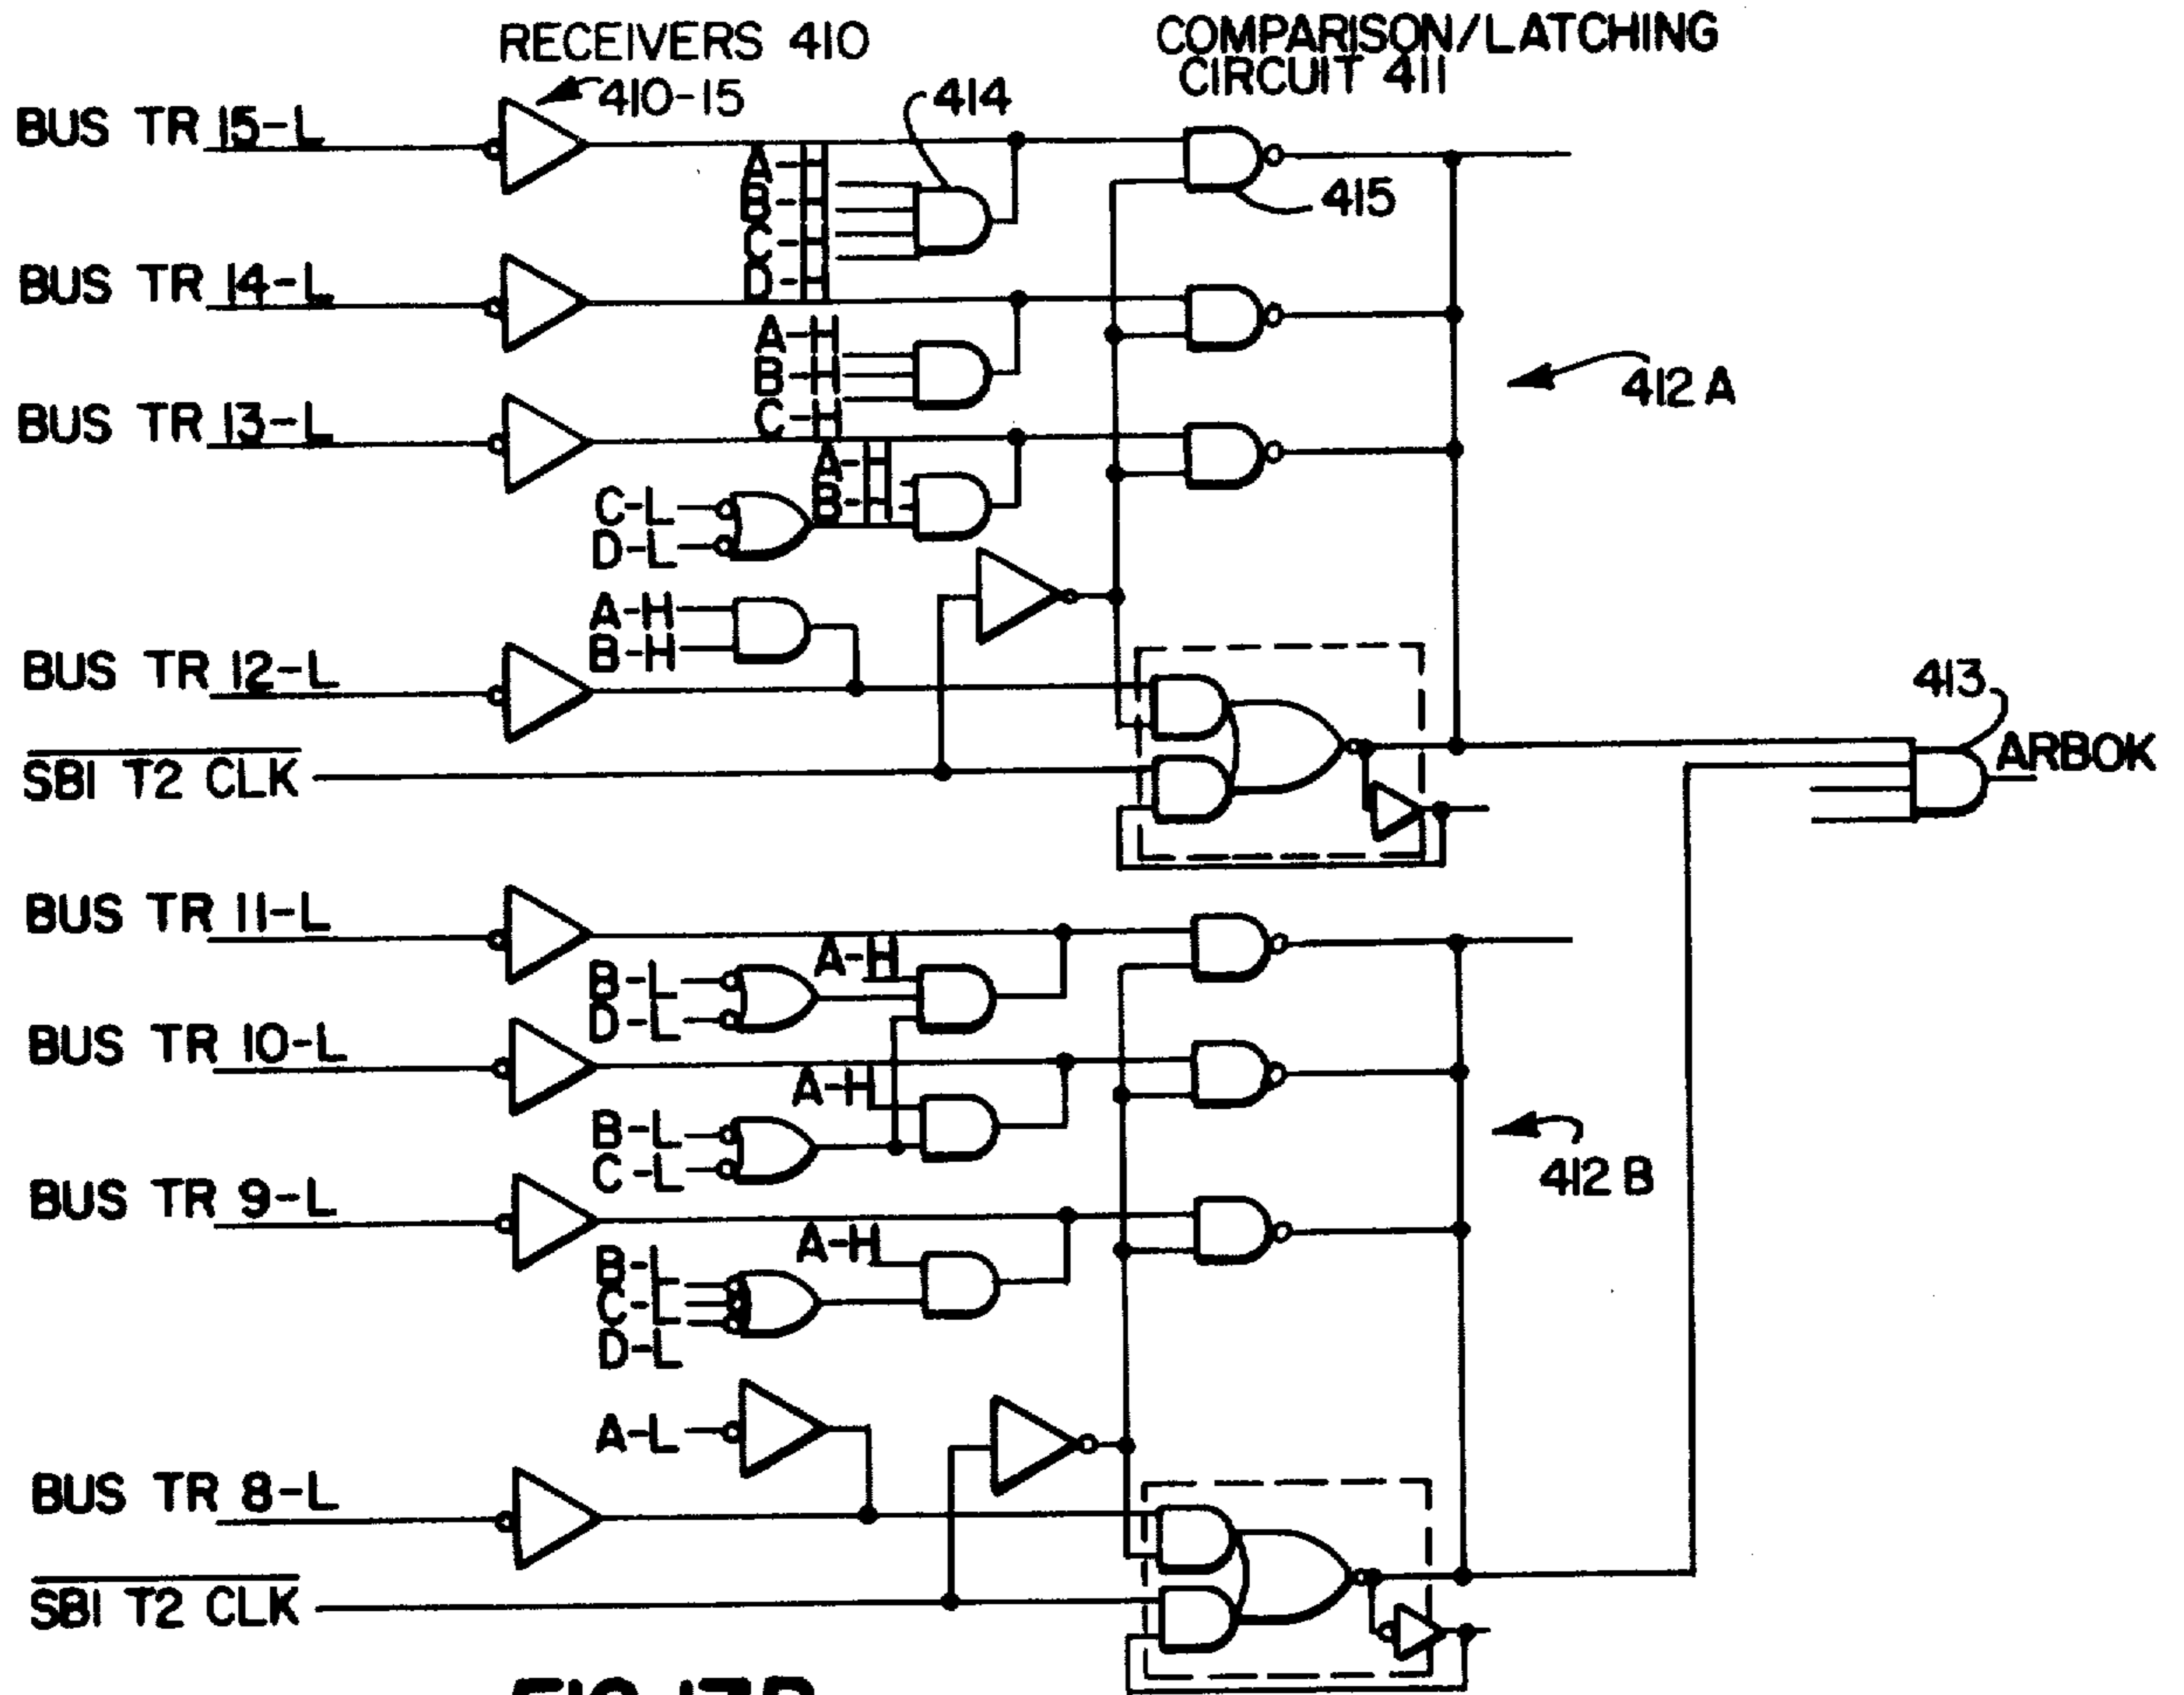 RECEIVERS 410
COMPARISON/LATCHING
CIRCUIT 411
410-15
414
BUS TR 15-L
A-H
B-H
C-H
D-H
415
BUS TR 14-L
A-H
B-H
C-H
412A
BUS TR 13-L
A-H
B-H
C-L
D-L
A-H
B-H
BUS TR 12-L
413
ARBOK
SBI T2 CLK
BUS TR 11-L
A-H
B-L
D-L
BUS TR 10-L
A-H
B-L
C-L
412B
BUS TR 9-L
A-H
B-L
C-L
D-L
A-L
BUS TR 8-L
SBI T2 CLK